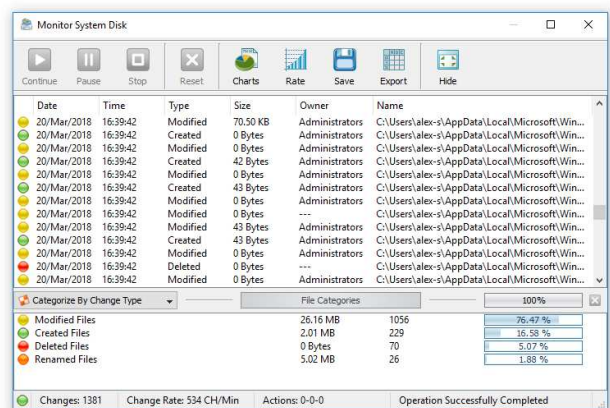 Monitor System Disk
Continue Pause Stop Reset Charts Rate Save Export Hide
Date Time Type Size Owner Name
20/Mar/2018 16:39:42 Modified 70.50 KB Administrators C:\Users\alex-s\AppData\Local\Microsoft\Win...
20/Mar/2018 16:39:42 Created 0 Bytes Administrators C:\Users\alex-s\AppData\Local\Microsoft\Win...
20/Mar/2018 16:39:42 Modified 0 Bytes Administrators C:\Users\alex-s\AppData\Local\Microsoft\Win...
20/Mar/2018 16:39:42 Created 42 Bytes Administrators C:\Users\alex-s\AppData\Local\Microsoft\Win...
20/Mar/2018 16:39:42 Modified 0 Bytes Administrators C:\Users\alex-s\AppData\Local\Microsoft\Win...
20/Mar/2018 16:39:42 Created 43 Bytes Administrators C:\Users\alex-s\AppData\Local\Microsoft\Win...
20/Mar/2018 16:39:42 Modified 0 Bytes Administrators C:\Users\alex-s\AppData\Local\Microsoft\Win...
20/Mar/2018 16:39:42 Modified 0 Bytes --- C:\Users\alex-s\AppData\Local\Microsoft\Win...
20/Mar/2018 16:39:42 Modified 43 Bytes Administrators C:\Users\alex-s\AppData\Local\Microsoft\Win...
20/Mar/2018 16:39:42 Created 43 Bytes Administrators C:\Users\alex-s\AppData\Local\Microsoft\Win...
20/Mar/2018 16:39:42 Modified 0 Bytes Administrators C:\Users\alex-s\AppData\Local\Microsoft\Win...
20/Mar/2018 16:39:42 Deleted 0 Bytes --- C:\Users\alex-s\AppData\Local\Microsoft\Win...
20/Mar/2018 16:39:42 Modified 0 Bytes Administrators C:\Users\alex-s\AppData\Local\Microsoft\Win...
Categorize By Change Type File Categories 100%
Modified Files 26.16 MB 1056 76.47 %
Created Files 2.01 MB 229 16.58 %
Deleted Files 0 Bytes 70 5.07 %
Renamed Files 5.02 MB 26 1.88 %
Changes: 1381 Change Rate: 534 CH/Min Actions: 0-0-0 Operation Successfully Completed